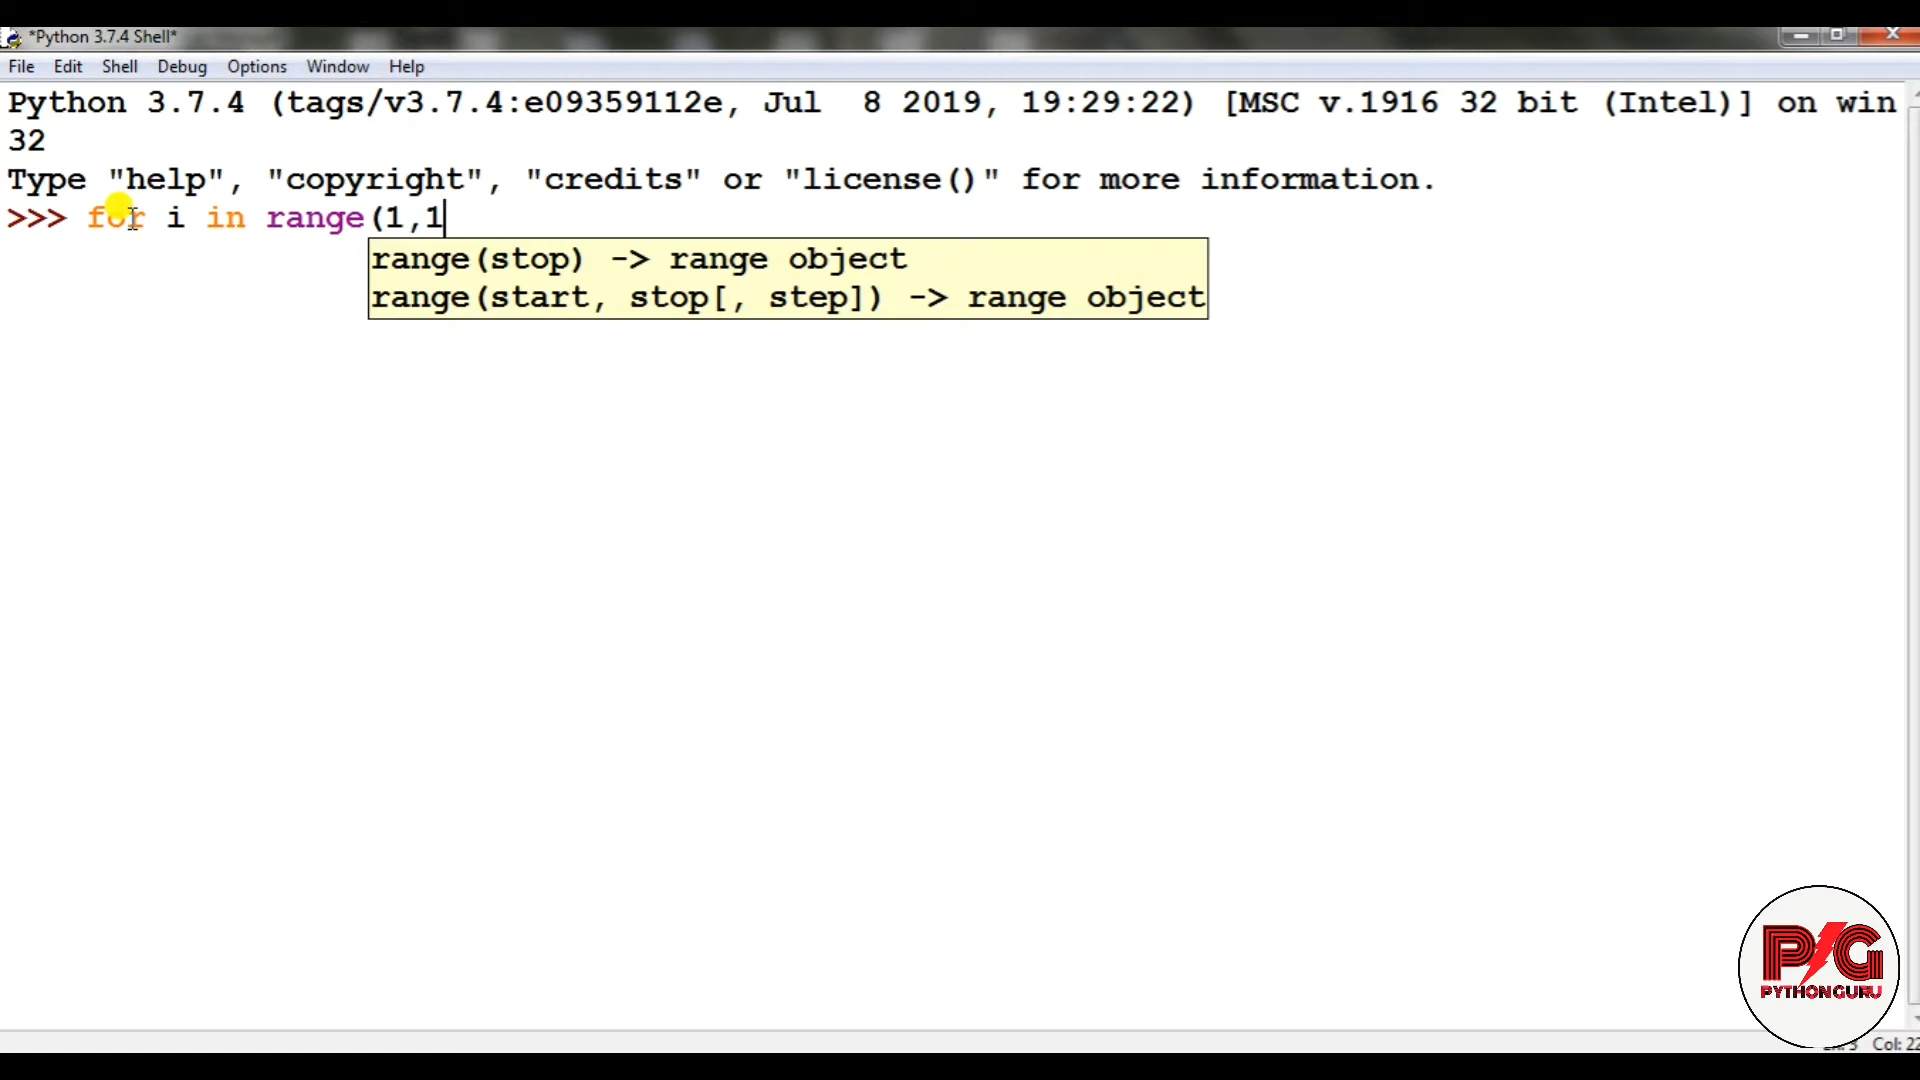 *Python 3.7.4 Shell*
File Edit Shell Debug Options Window Help
Python 3.7.4 (tags/v3.7.4:e09359112e, Jul  8 2019, 19:29:22) [MSC v.1916 32 bit (Intel)] on win
32
Type "help", "copyright", "credits" or "license()" for more information.
>>> for i in range(1,1
range(stop) -> range object
range(start, stop[, step]) -> range object
PG
PYTHONGURU
Col: 22